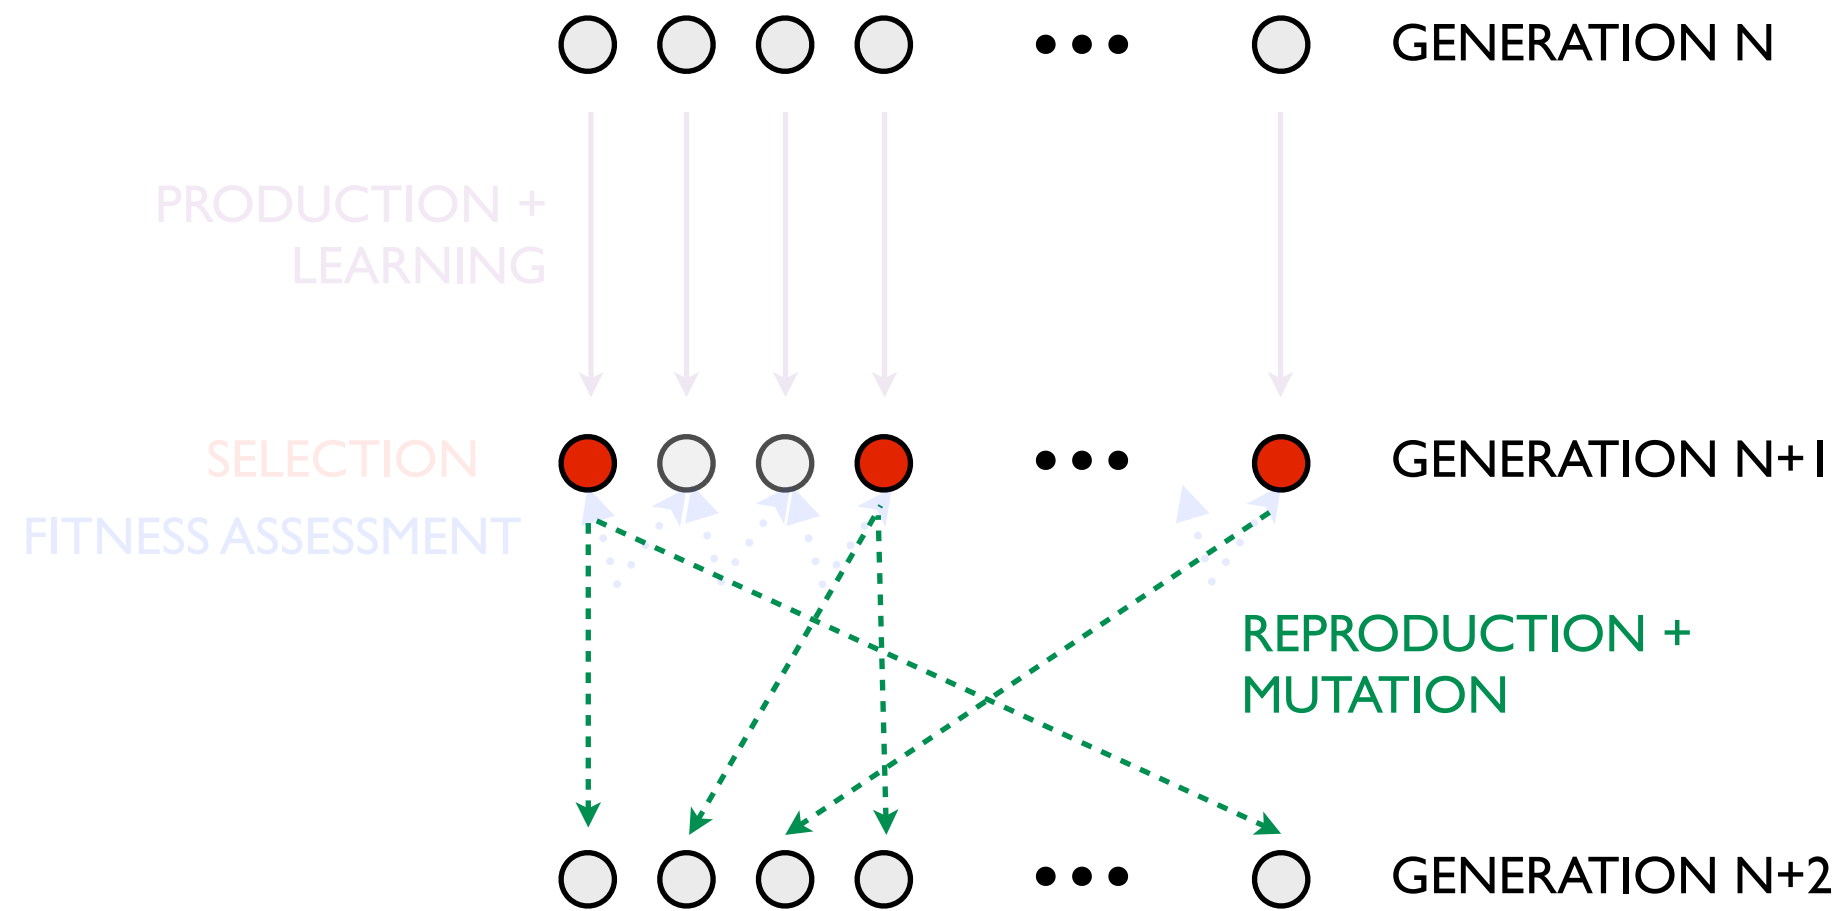 GENERATION N
PRODUCTION +
LEARNING
SELECTION
GENERATION N+1
FITNESS ASSESSMENT
REPRODUCTION +
MUTATION
GENERATION N+2